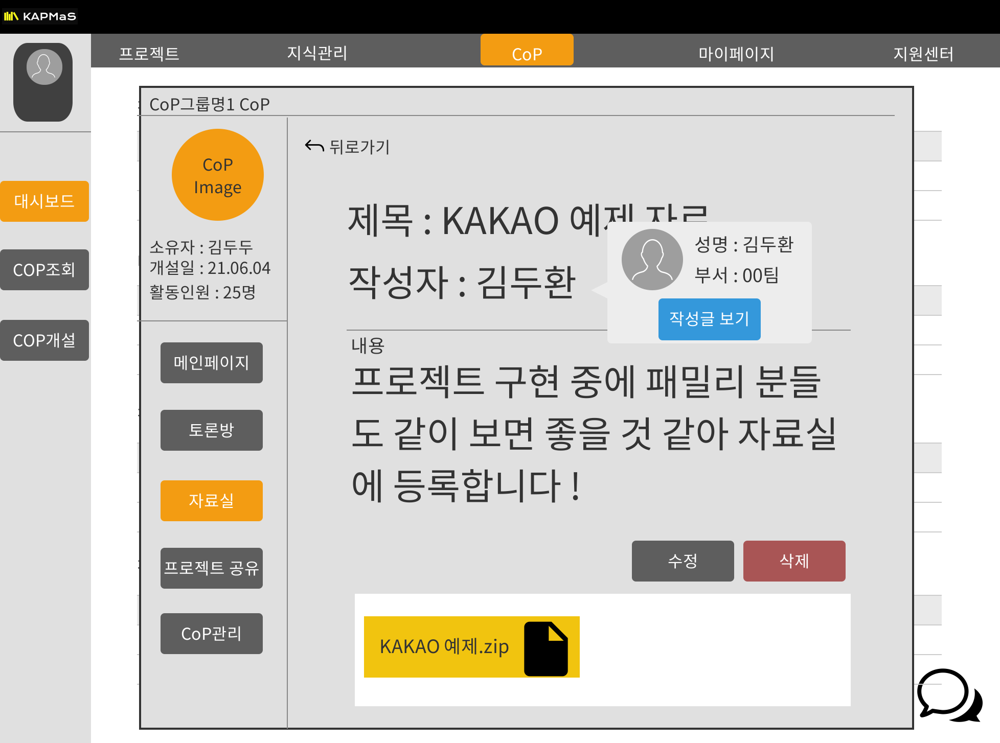 KAPMaS
프로젝트
지식관리
CoP
마이페이지
지원센터
대시보드
COP조회
COP개설
CoP그룹명1 CoP
CoP
Image
소유자 : 김두두
개설일 : 21.06.04
활동인원 : 25명
메인페이지
토론방
자료실
프로젝트 공유
CoP관리
뒤로가기
제목 : KAKAO 예제 자료
작성자 : 김두환
성명 : 김두환
부서 : 00팀
작성글 보기
내용
프로젝트 구현 중에 패밀리 분들
도 같이 보면 좋을 것 같아 자료실
에 등록합니다 !
수정
삭제
KAKAO 예제.zip